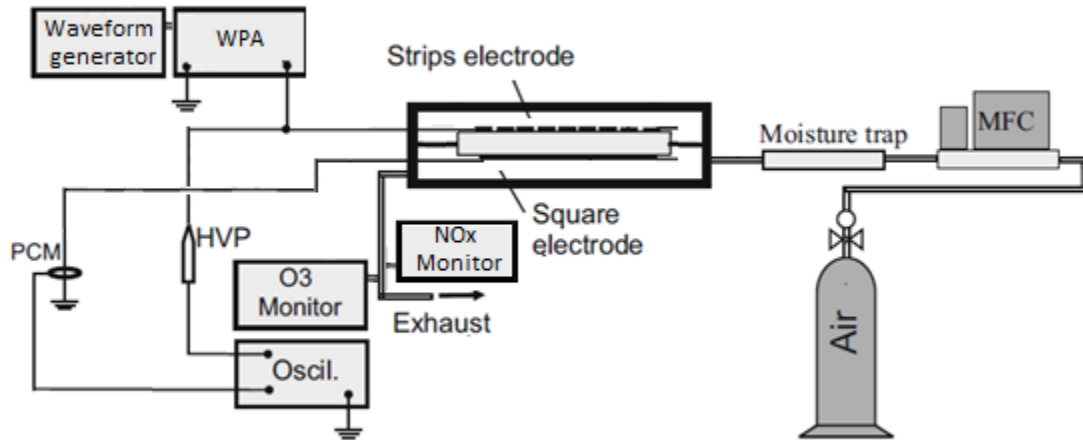 Waveform
generator
WPA
Strips electrode
Moisture trap
MFC
Square
electrode
PCM
HVP
NOx
Monitor
O3
Monitor
Exhaust
Oscil.
Air